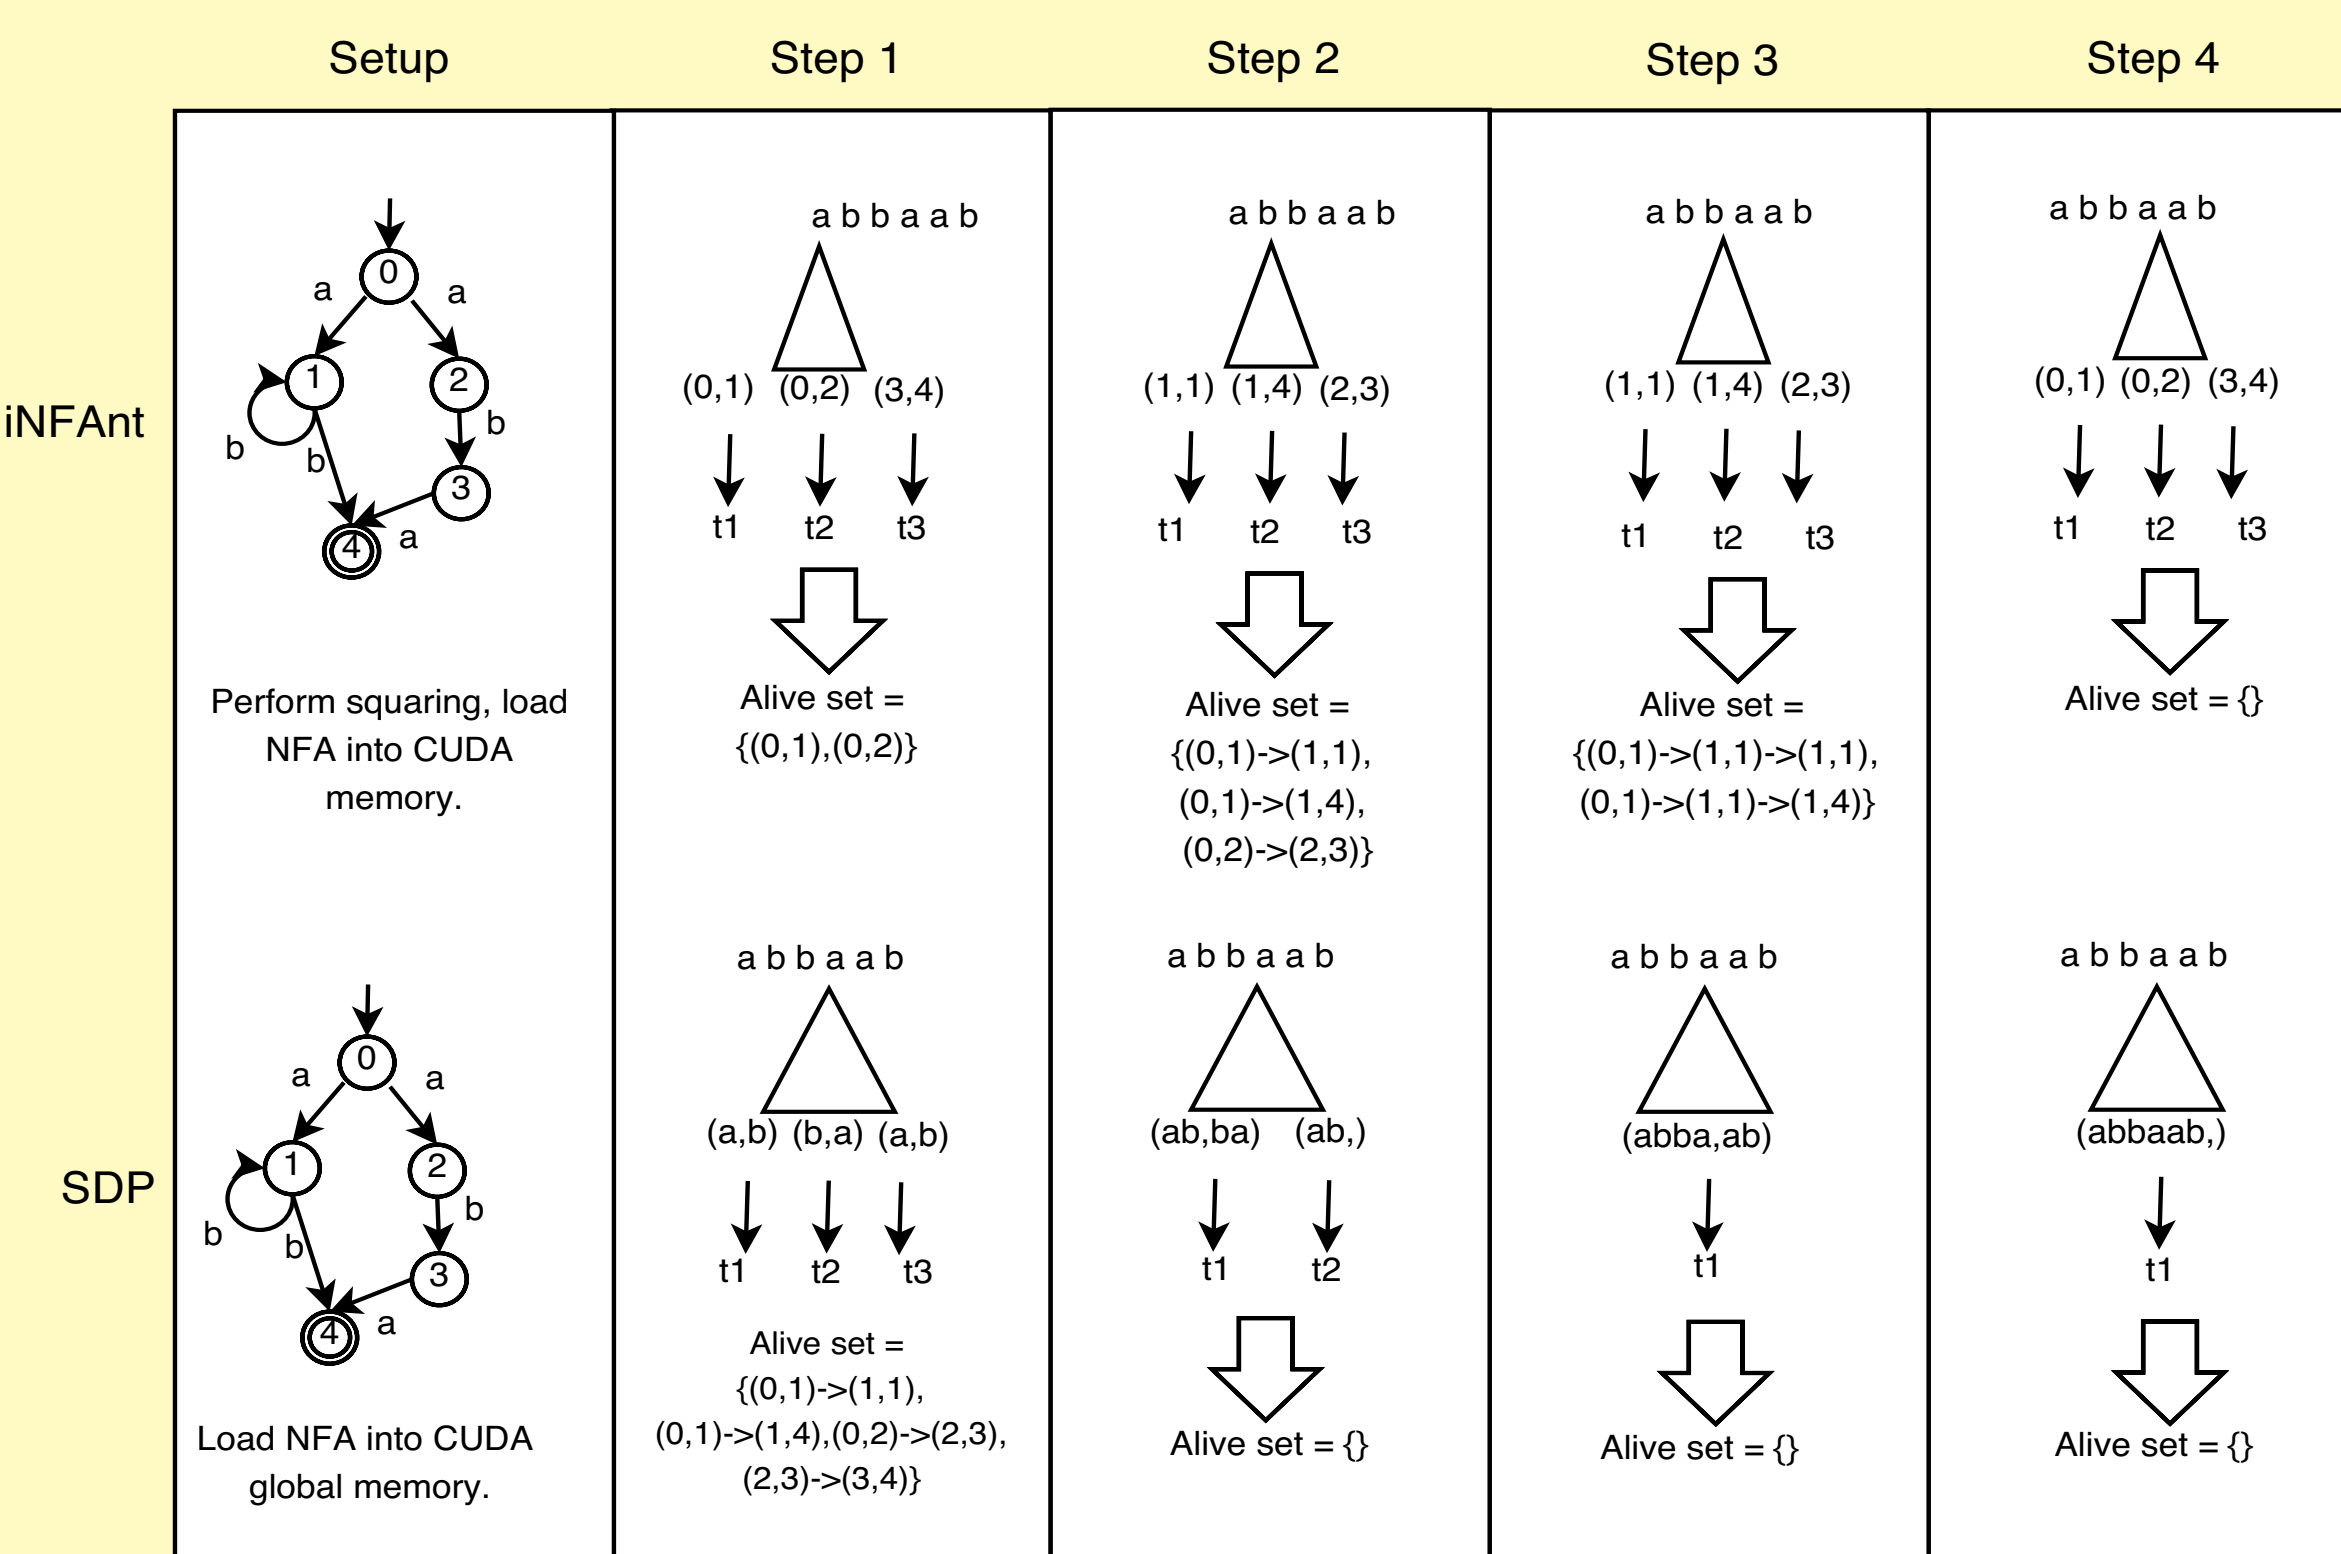 Setup
Step 1
Step 2
Step 3
Step 4
iNFAnt
0
a
a
1
2
b
b
b
3
4
a
Perform squaring, load
NFA into CUDA
memory.
a b b a a b
(0,1) (0,2) (3,4)
t1 t2 t3
Alive set =
{(0,1),(0,2)}
a b b a a b
(1,1) (1,4) (2,3)
t1 t2 t3
Alive set =
{(0,1)->(1,1),
(0,1)->(1,4),
(0,2)->(2,3)}
a b b a a b
(1,1) (1,4) (2,3)
t1 t2 t3
Alive set =
{(0,1)->(1,1)->(1,1),
(0,1)->(1,1)->(1,4)}
a b b a a b
(0,1) (0,2) (3,4)
t1 t2 t3
Alive set = {}
SDP
0
a
a
1
2
b
b
b
3
4
a
Load NFA into CUDA
global memory.
a b b a a b
(a,b) (b,a) (a,b)
t1 t2 t3
Alive set =
{(0,1)->(1,1),
(0,1)->(1,4),(0,2)->(2,3),
(2,3)->(3,4)}
a b b a a b
(ab,ba) (ab,)
t1 t2
Alive set = {}
a b b a a b
(abba,ab)
t1
Alive set = {}
a b b a a b
(abbaab,)
t1
Alive set = {}